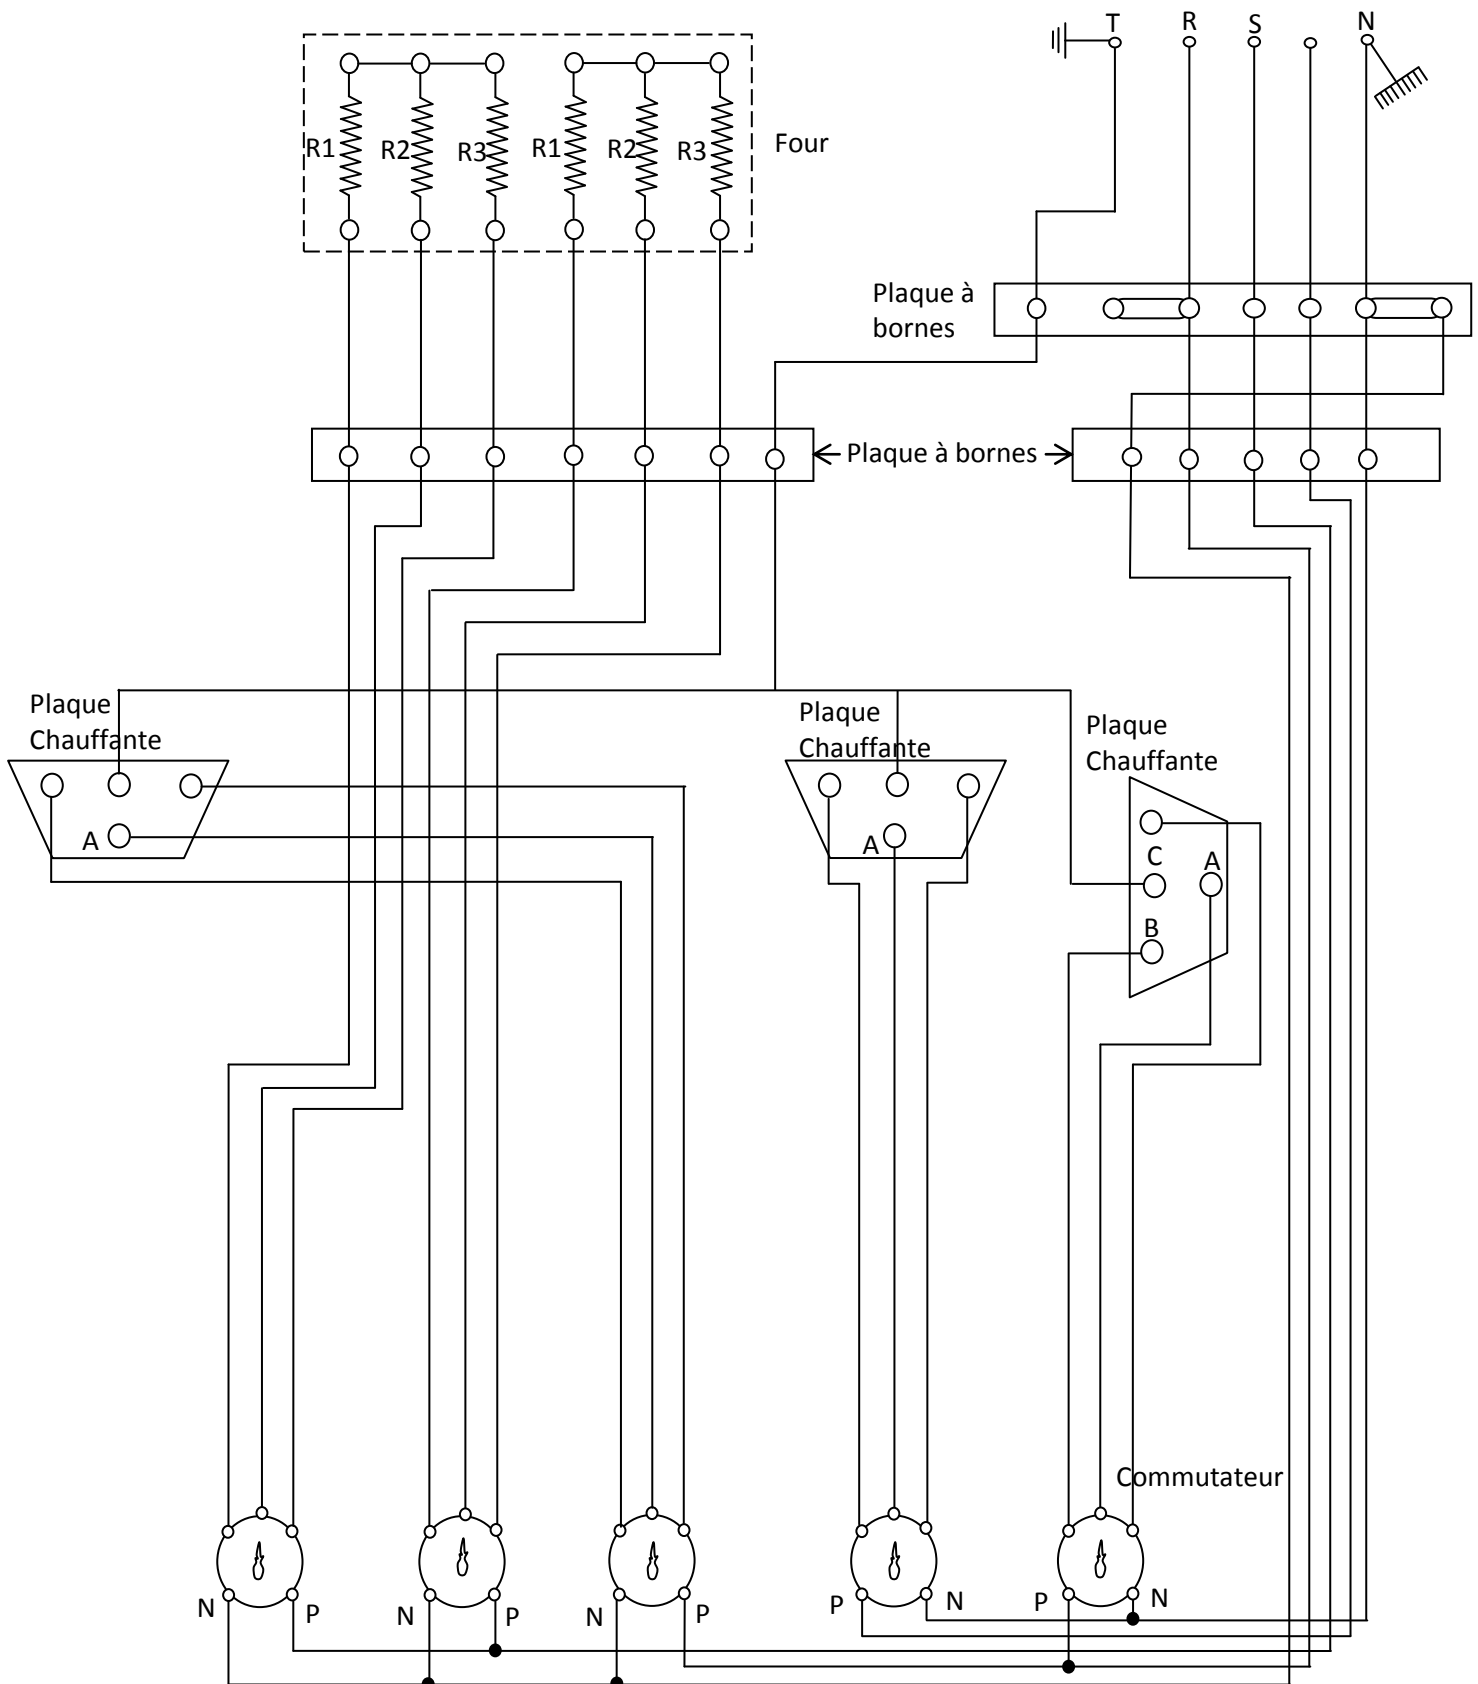 T R S N
R1 R2 R3 R1 R2 R3
Four
Plaque à
bornes
Plaque à bornes
Plaque
Chauffante
A
Plaque
Chauffante
A
Plaque
Chauffante
C A
B
Commutateur
N P N P N P P N P N